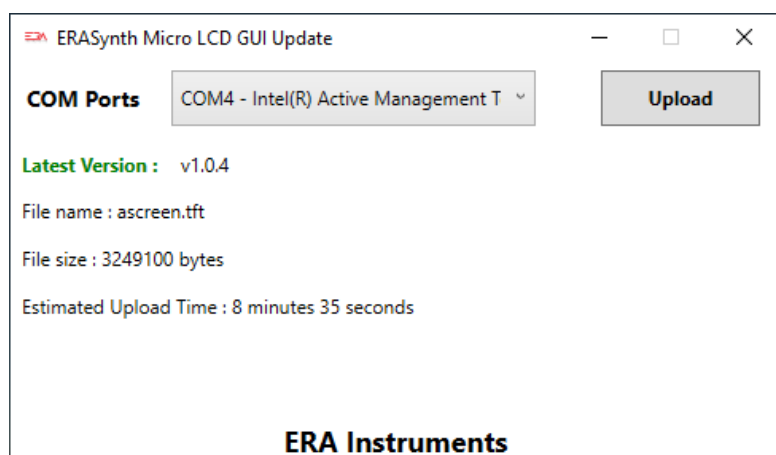 ERASynth Micro LCD GUI Update
COM Ports COM4 - Intel(R) Active Management T Upload
Latest Version : v1.0.4
File name : ascreen.tft
File size : 3249100 bytes
Estimated Upload Time : 8 minutes 35 seconds
ERA Instruments